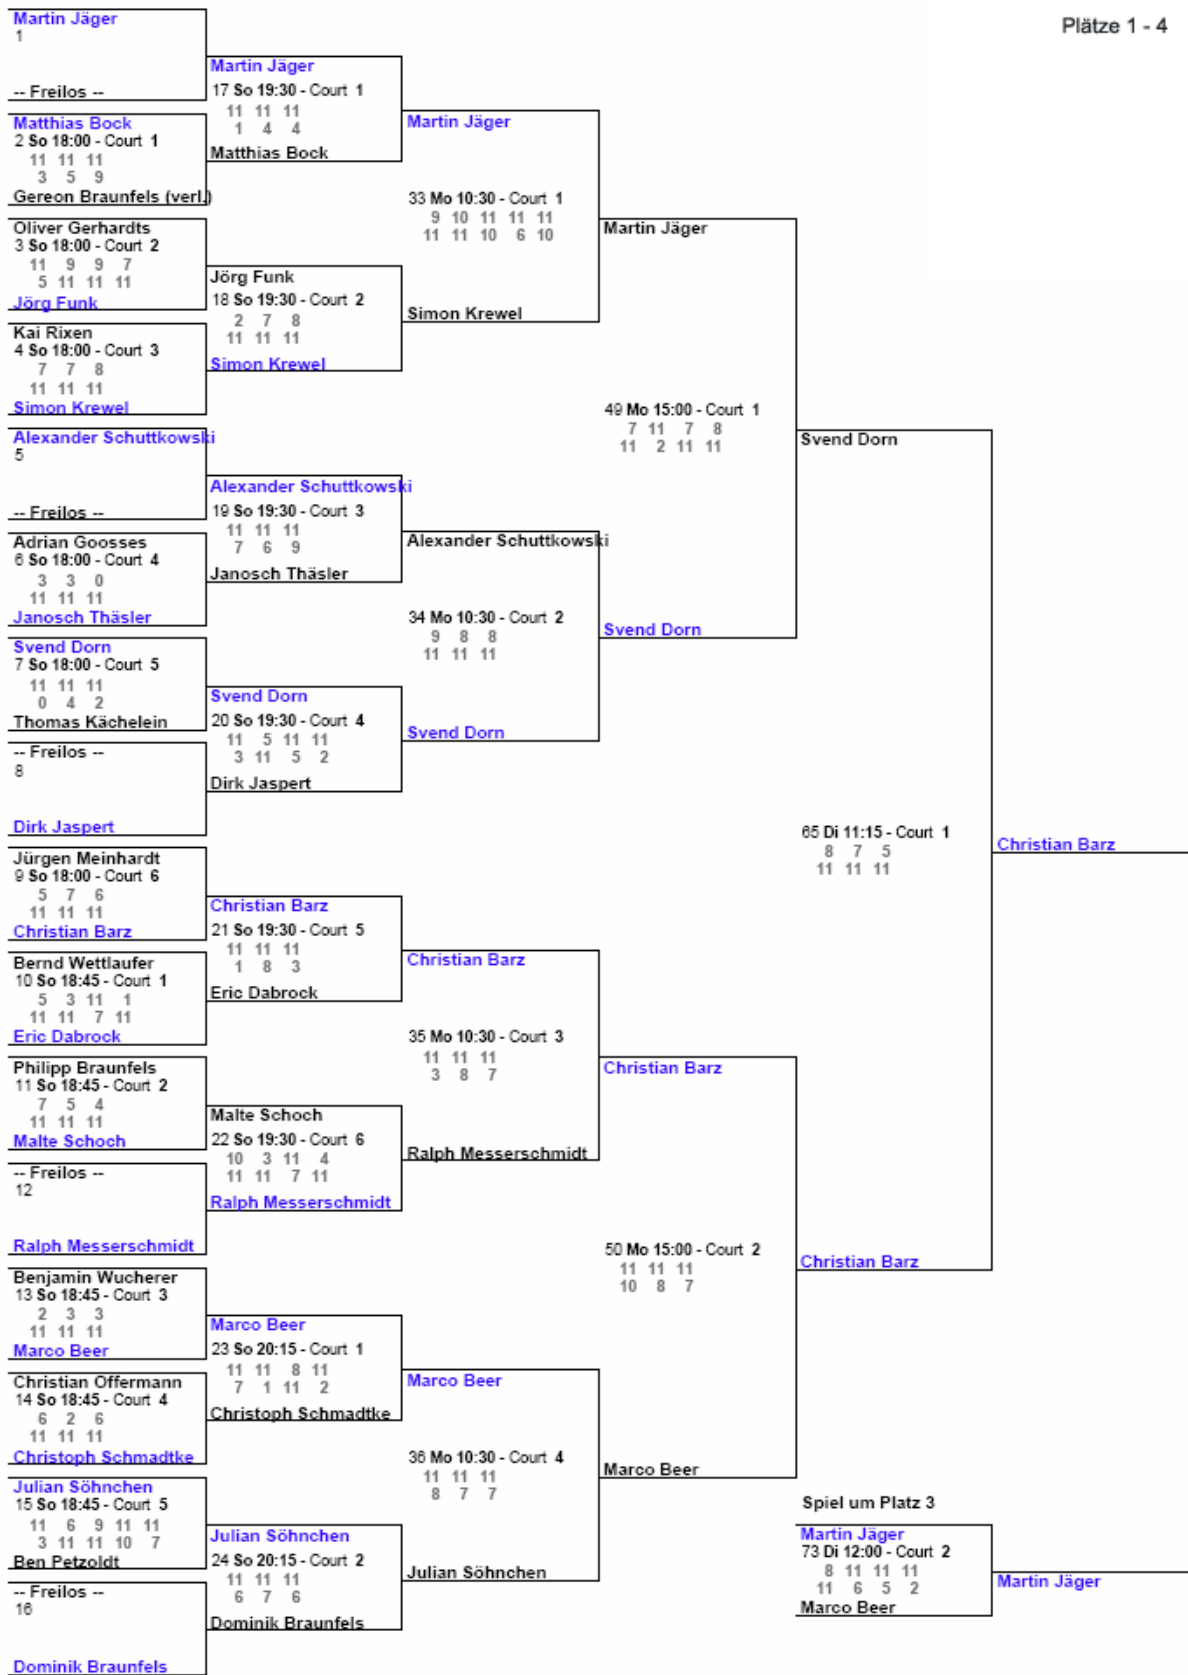 Plätze 1 - 4
Martin Jäger
1
-- Freilos --
Matthias Bock
2 So 18:00 - Court 1
11 11 11
3 5 9
Gereon Braunfels (verl.)
Oliver Gerhardts
3 So 18:00 - Court 2
11 9 9 7
5 11 11 11
Jörg Funk
Kai Rixen
4 So 18:00 - Court 3
7 7 8
11 11 11
Simon Krewel
Alexander Schuttkowski
5
-- Freilos --
Adrian Goosses
6 So 18:00 - Court 4
3 3 0
11 11 11
Janosch Thäsler
Svend Dorn
7 So 18:00 - Court 5
11 11 11
0 4 2
Thomas Kächelein
-- Freilos --
8
Dirk Jaspert
Jürgen Meinhardt
9 So 18:00 - Court 6
5 7 6
11 11 11
Christian Barz
Bernd Wettlaufer
10 So 18:45 - Court 1
5 3 11 1
11 11 7 11
Eric Dabrock
Philipp Braunfels
11 So 18:45 - Court 2
7 5 4
11 11 11
Malte Schoch
-- Freilos --
12
Ralph Messerschmidt
Benjamin Wucherer
13 So 18:45 - Court 3
2 3 3
11 11 11
Marco Beer
Christian Offermann
14 So 18:45 - Court 4
6 2 6
11 11 11
Christoph Schmadtke
Julian Söhnchen
15 So 18:45 - Court 5
11 6 9 11 11
3 11 11 10 7
Ben Petzoldt
-- Freilos --
16
Dominik Braunfels
Martin Jäger
17 So 19:30 - Court 1
11 11 11
1 4 4
Matthias Bock
Jörg Funk
18 So 19:30 - Court 2
2 7 8
11 11 11
Simon Krewel
Alexander Schuttkowski
19 So 19:30 - Court 3
11 11 11
7 6 9
Janosch Thäsler
Svend Dorn
20 So 19:30 - Court 4
11 5 11 11
3 11 5 2
Dirk Jaspert
Christian Barz
21 So 19:30 - Court 5
11 11 11
1 8 3
Eric Dabrock
Malte Schoch
22 So 19:30 - Court 6
10 3 11 4
11 11 7 11
Ralph Messerschmidt
Marco Beer
23 So 20:15 - Court 1
11 11 8 11
7 1 11 2
Christoph Schmadtke
Julian Söhnchen
24 So 20:15 - Court 2
11 11 11
6 7 6
Dominik Braunfels
Martin Jäger
33 Mo 10:30 - Court 1
9 10 11 11 11
11 11 10 6 10
Simon Krewel
Alexander Schuttkowski
34 Mo 10:30 - Court 2
9 8 8
11 11 11
Svend Dorn
Christian Barz
35 Mo 10:30 - Court 3
11 11 11
3 8 7
Ralph Messerschmidt
Marco Beer
36 Mo 10:30 - Court 4
11 11 11
8 7 7
Julian Söhnchen
Martin Jäger
49 Mo 15:00 - Court 1
7 11 7 8
11 2 11 11
Svend Dorn
Christian Barz
50 Mo 15:00 - Court 2
11 11 11
10 8 7
Marco Beer
Svend Dorn
65 Di 11:15 - Court 1
8 7 5
11 11 11
Christian Barz
Christian Barz
Spiel um Platz 3
Martin Jäger
73 Di 12:00 - Court 2
8 11 11 11
11 6 5 2
Marco Beer
Martin Jäger